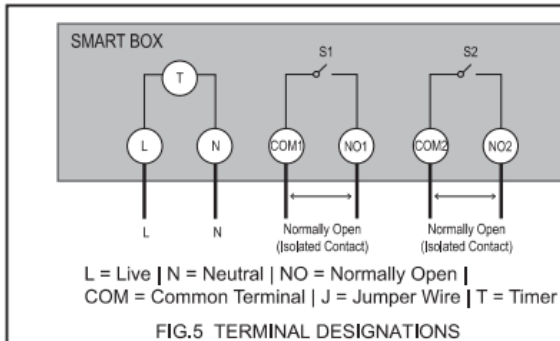 SMART BOX
S1
S2
T
L
N
COM1
NO1
COM2
NO2
L
N
Normally Open
(Isolated Contact)
Normally Open
(Isolated Contact)
L = Live | N = Neutral | NO = Normally Open |
COM = Common Terminal | J = Jumper Wire | T = Timer
FIG.5 TERMINAL DESIGNATIONS